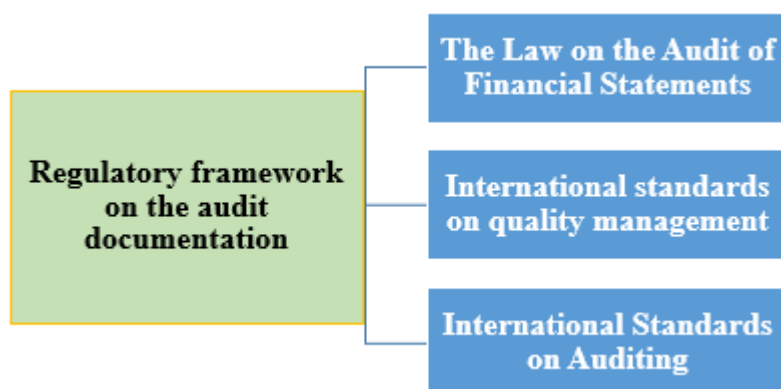 Regulatory framework
on the audit
documentation
The Law on the Audit of
Financial Statements
International standards
on quality management
International Standards
on Auditing